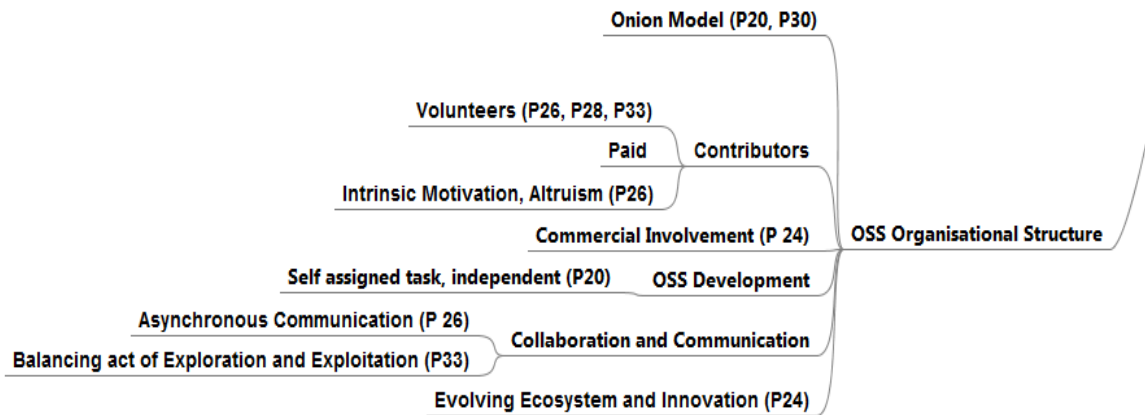 Onion Model (P20, P30)
Volunteers (P26, P28, P33)
Paid
Contributors
Intrinsic Motivation, Altruism (P26)
Commercial Involvement (P 24)
OSS Organisational Structure
Self assigned task, independent (P20)
OSS Development
Asynchronous Communication (P 26)
Collaboration and Communication
Balancing act of Exploration and Exploitation (P33)
Evolving Ecosystem and Innovation (P24)